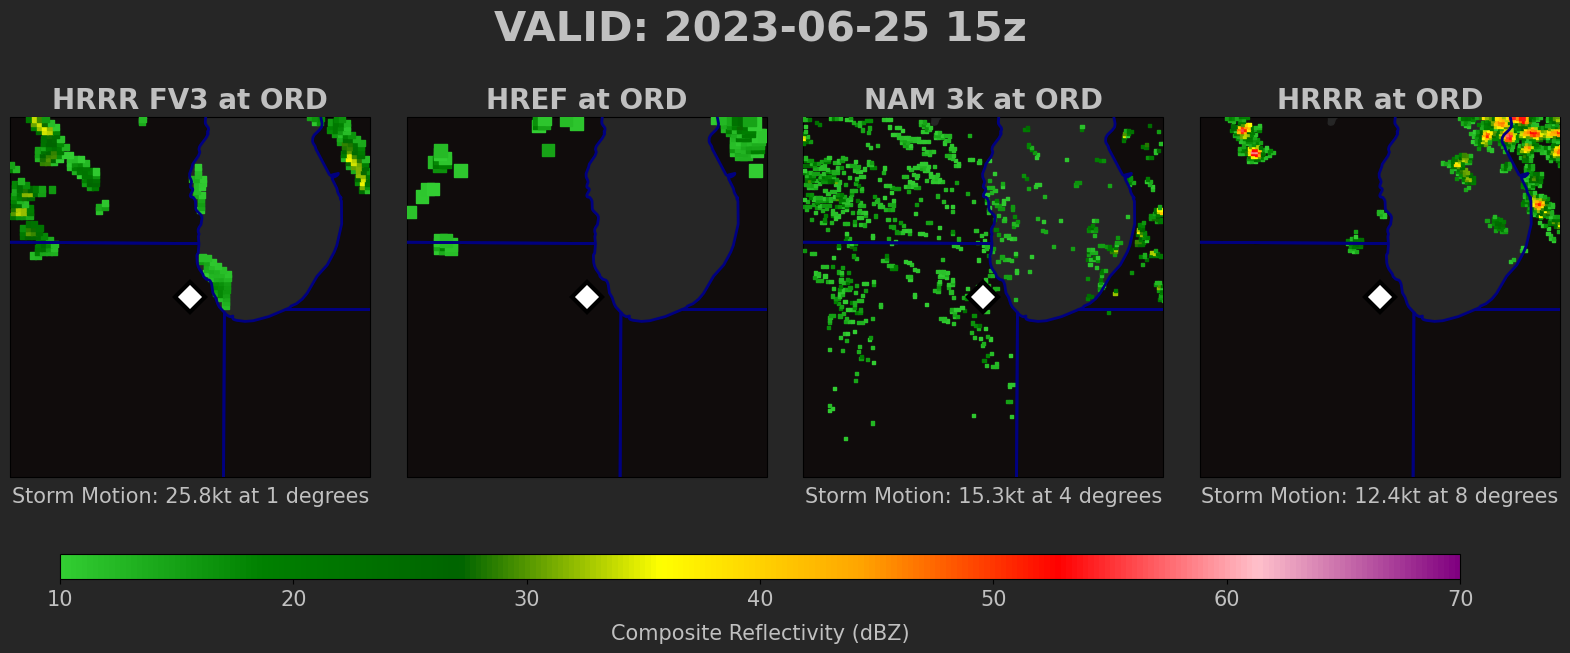 VALID: 2023-06-25 15z
HRRR FV3 at ORD
HREF at ORD
NAM 3k at ORD
HRRR at ORD
Storm Motion: 25.8kt at 1 degrees
Storm Motion: 15.3kt at 4 degrees
Storm Motion: 12.4kt at 8 degrees
10 20 30 40 50 60 70
Composite Reflectivity (dBZ)